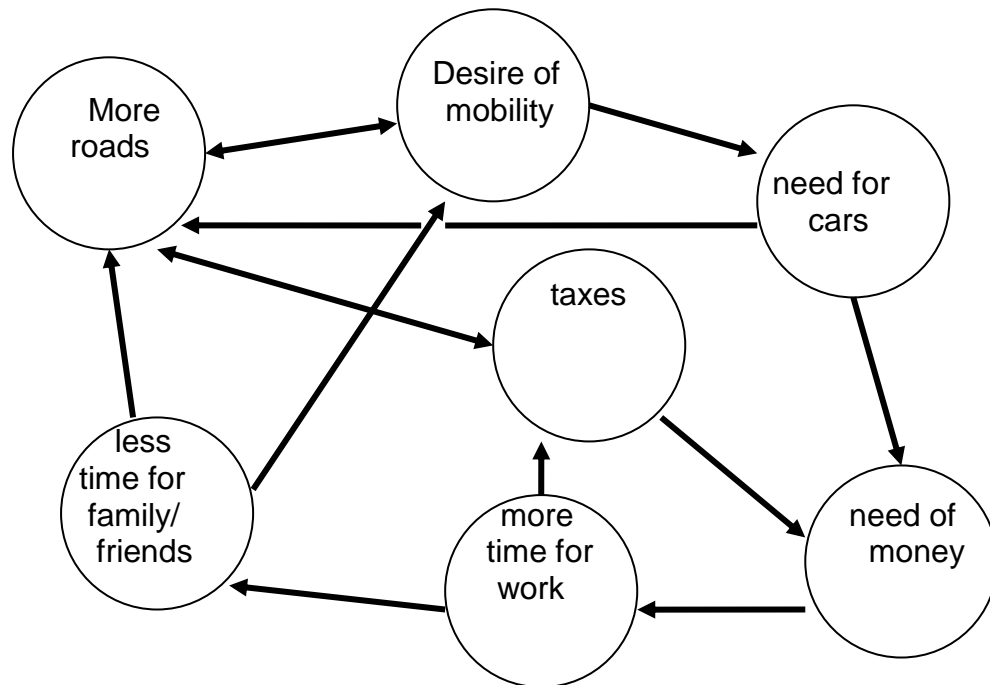 More
roads
Desire of
mobility
need for
cars
taxes
less
time for
family/
friends
more
time for
work
need of
money